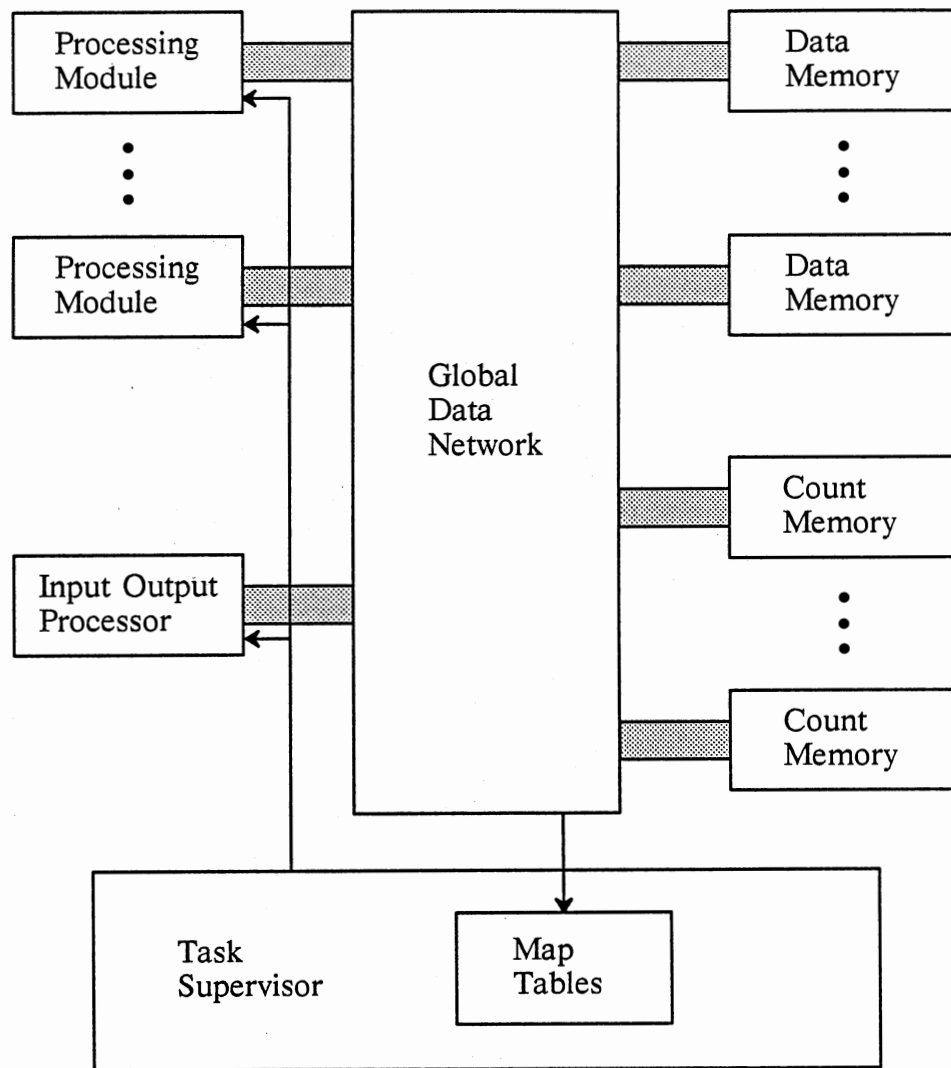 Processing
Module
Data
Memory
Processing
Module
Data
Memory
Global
Data
Network
Count
Memory
Input Output
Processor
Count
Memory
Task
Supervisor
Map
Tables